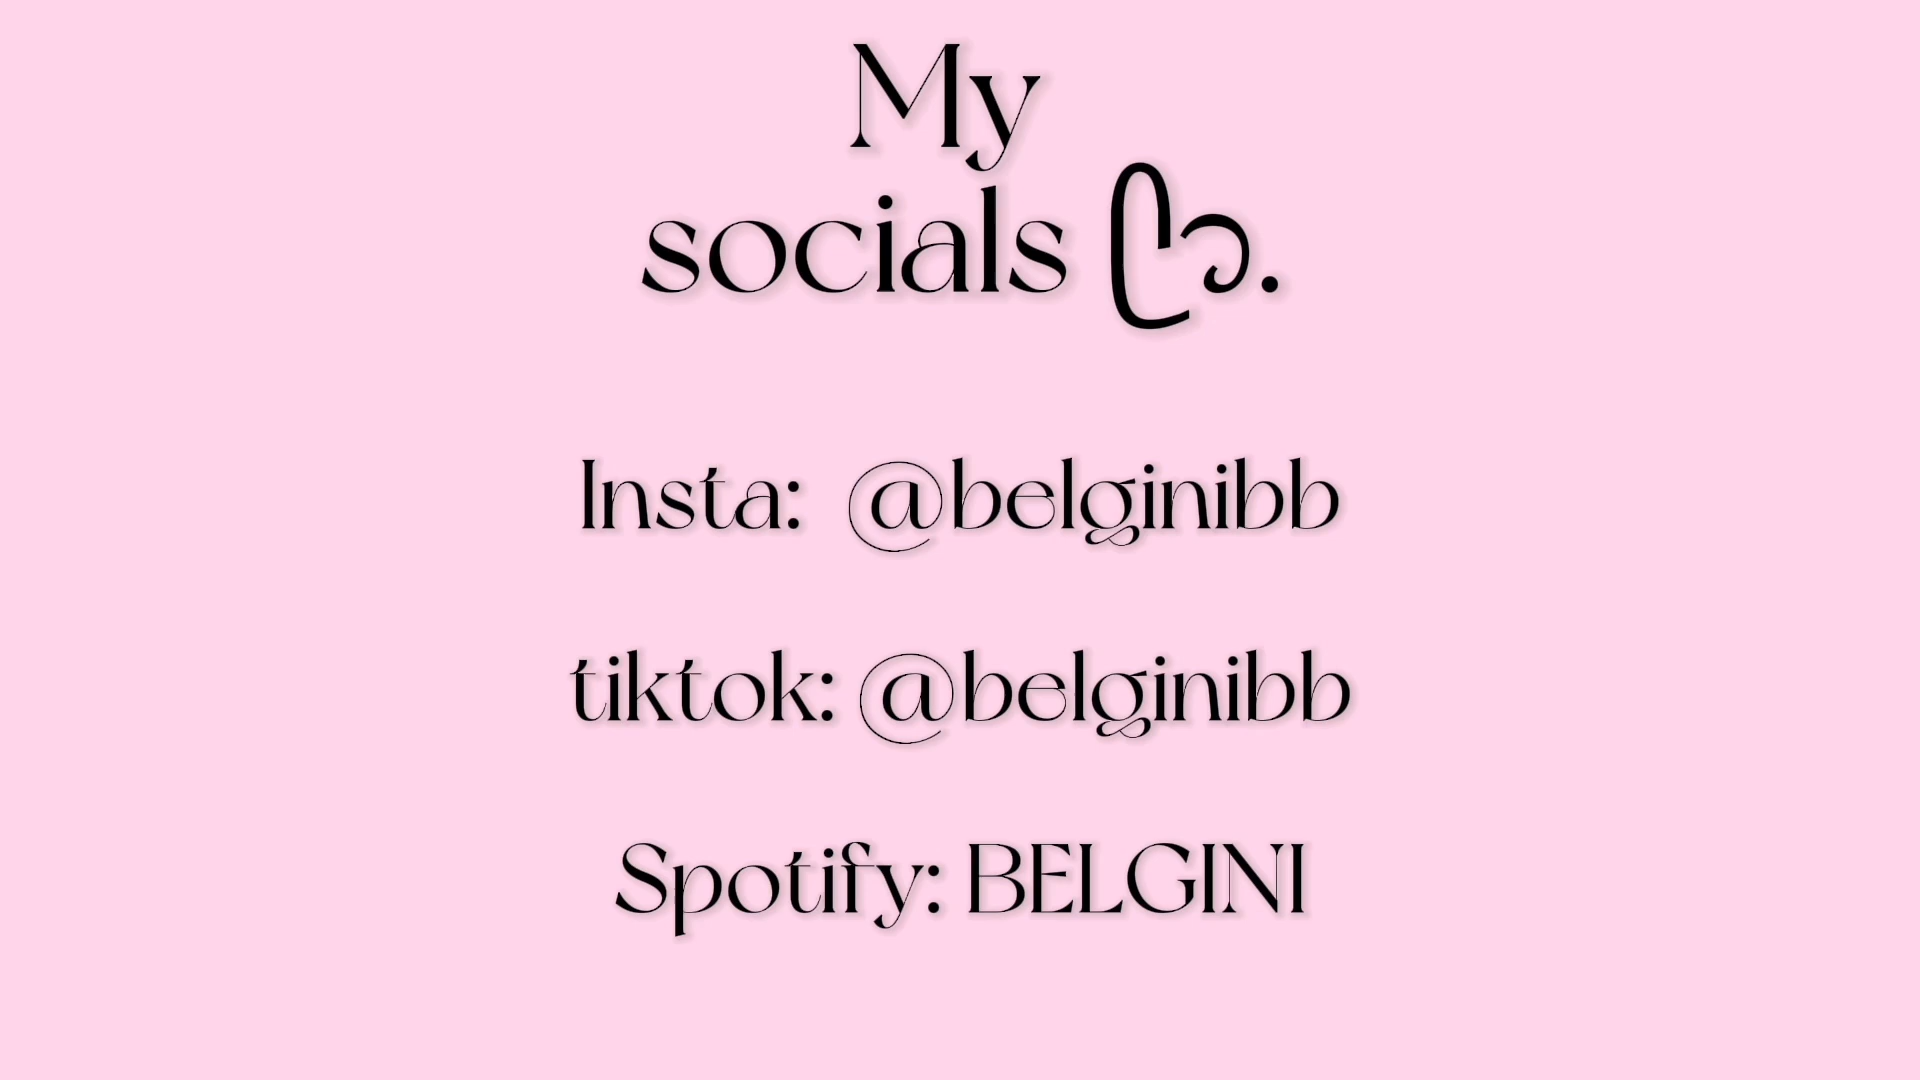 My
socials ლ.
Insta: @belginibb
tiktok: @belginibb
Spotify: BELGINI